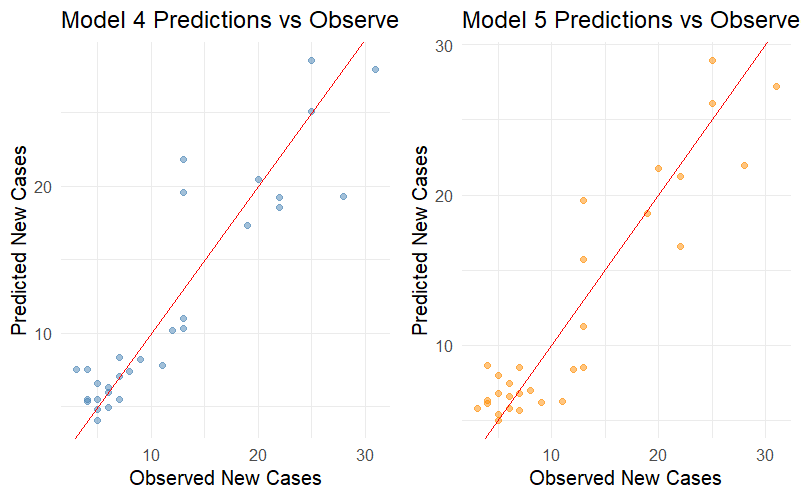 Model 4 Predictions vs Observe
Predicted New Cases
20
10
10
20
30
Observed New Cases
Model 5 Predictions vs Observe
Predicted New Cases
30
20
10
10
20
30
Observed New Cases